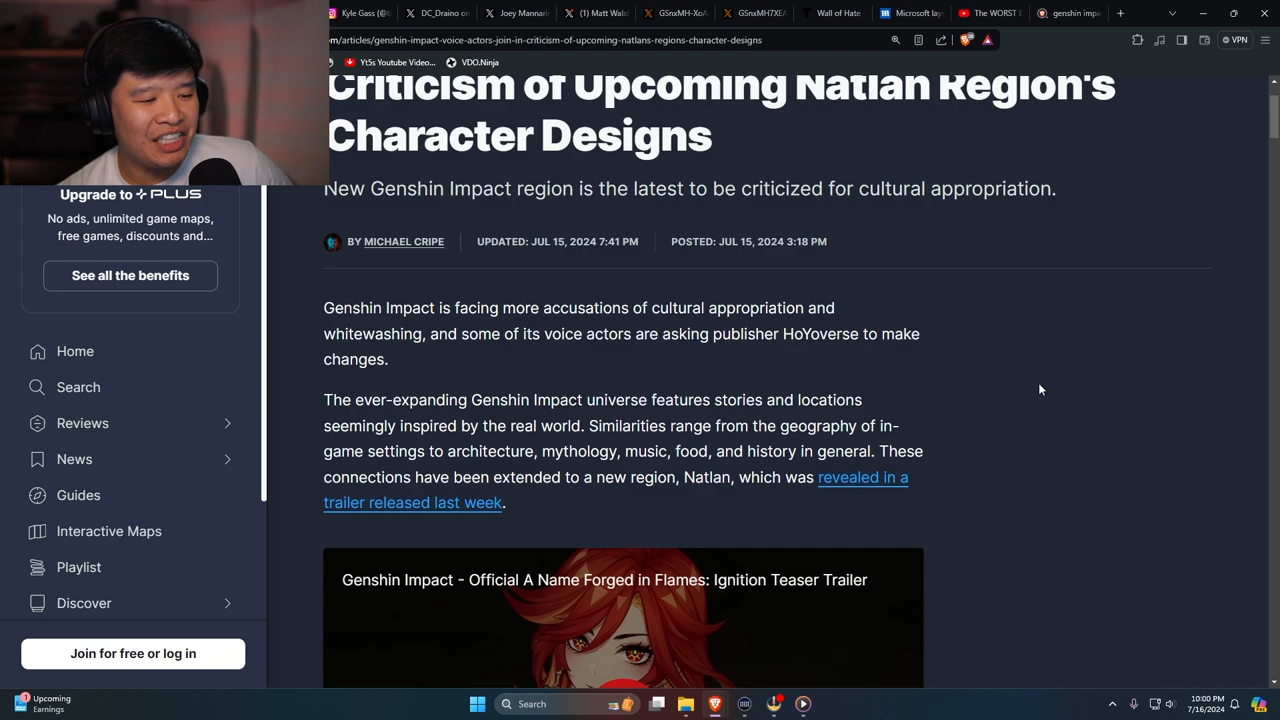 Kyle Gass (@t
DC_Draino on
Joey Mannari
(1) Matt Wals
GSnxMH-XoA
GSnxMH7XEA
Wall of Hate -
Microsoft lay
The WORST E
genshin impa
m/articles/genshin-impact-voice-actors-join-in-criticism-of-upcoming-natlans-regions-character-designs
VPN
Yt5s Youtube Video...
VDO.Ninja
Criticism of Upcoming Natlan Region's
Character Designs
New Genshin Impact region is the latest to be criticized for cultural appropriation.
BY MICHAEL CRIPE
UPDATED: JUL 15, 2024 7:41 PM
POSTED: JUL 15, 2024 3:18 PM
Upgrade to PLUS
No ads, unlimited game maps,
free games, discounts and...
See all the benefits
Home
Search
Reviews
News
Guides
Interactive Maps
Playlist
Discover
Join for free or log in
Genshin Impact is facing more accusations of cultural appropriation and
whitewashing, and some of its voice actors are asking publisher HoYoverse to make
changes.
The ever-expanding Genshin Impact universe features stories and locations
seemingly inspired by the real world. Similarities range from the geography of in-
game settings to architecture, mythology, music, food, and history in general. These
connections have been extended to a new region, Natlan, which was revealed in a
trailer released last week.
Genshin Impact - Official A Name Forged in Flames: Ignition Teaser Trailer
1
Upcoming
Earnings
Search
10:00 PM
7/16/2024